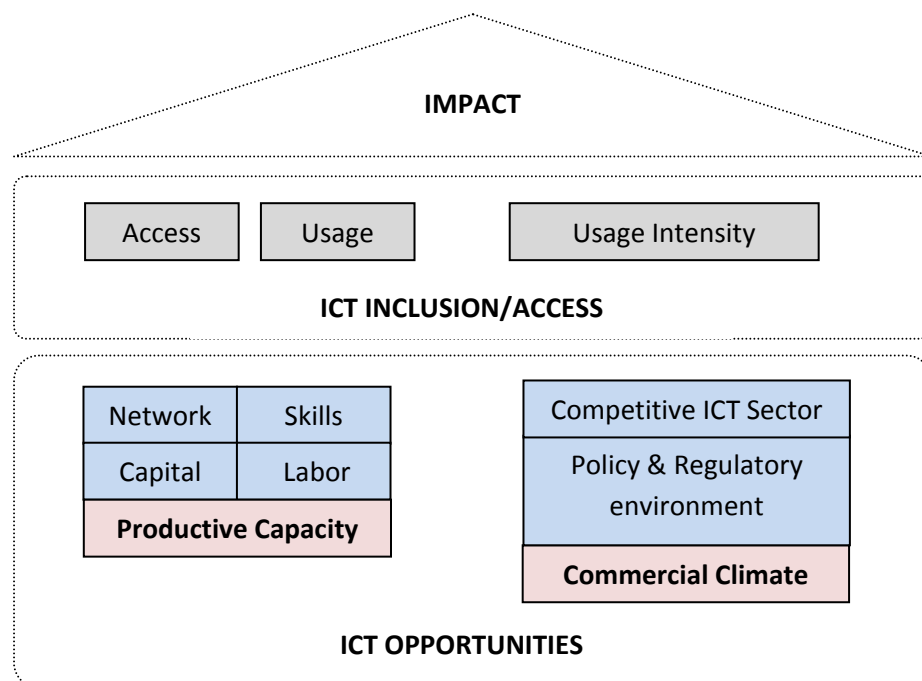 IMPACT
Access
Usage
Usage Intensity
ICT INCLUSION/ACCESS
Network
Skills
Capital
Labor
Productive Capacity
Competitive ICT Sector
Policy & Regulatory
environment
Commercial Climate
ICT OPPORTUNITIES